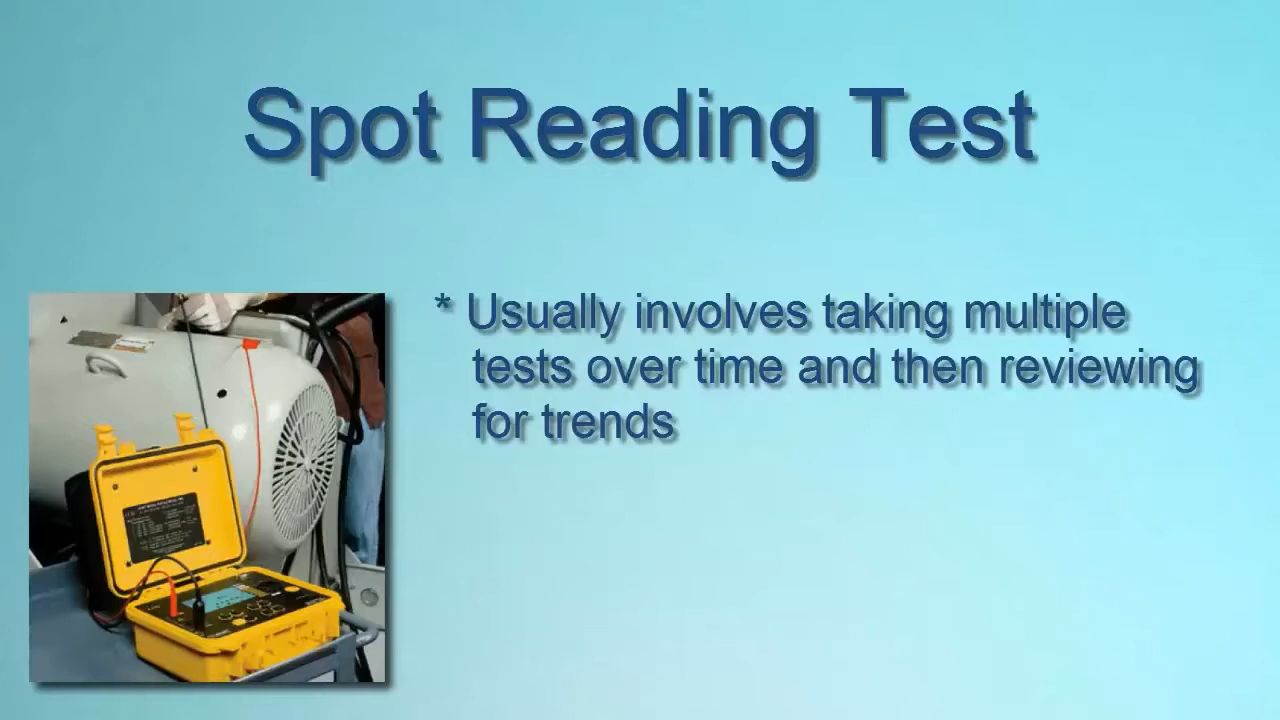 Spot Reading Test
* Usually involves taking multiple
tests over time and then reviewing
for trends